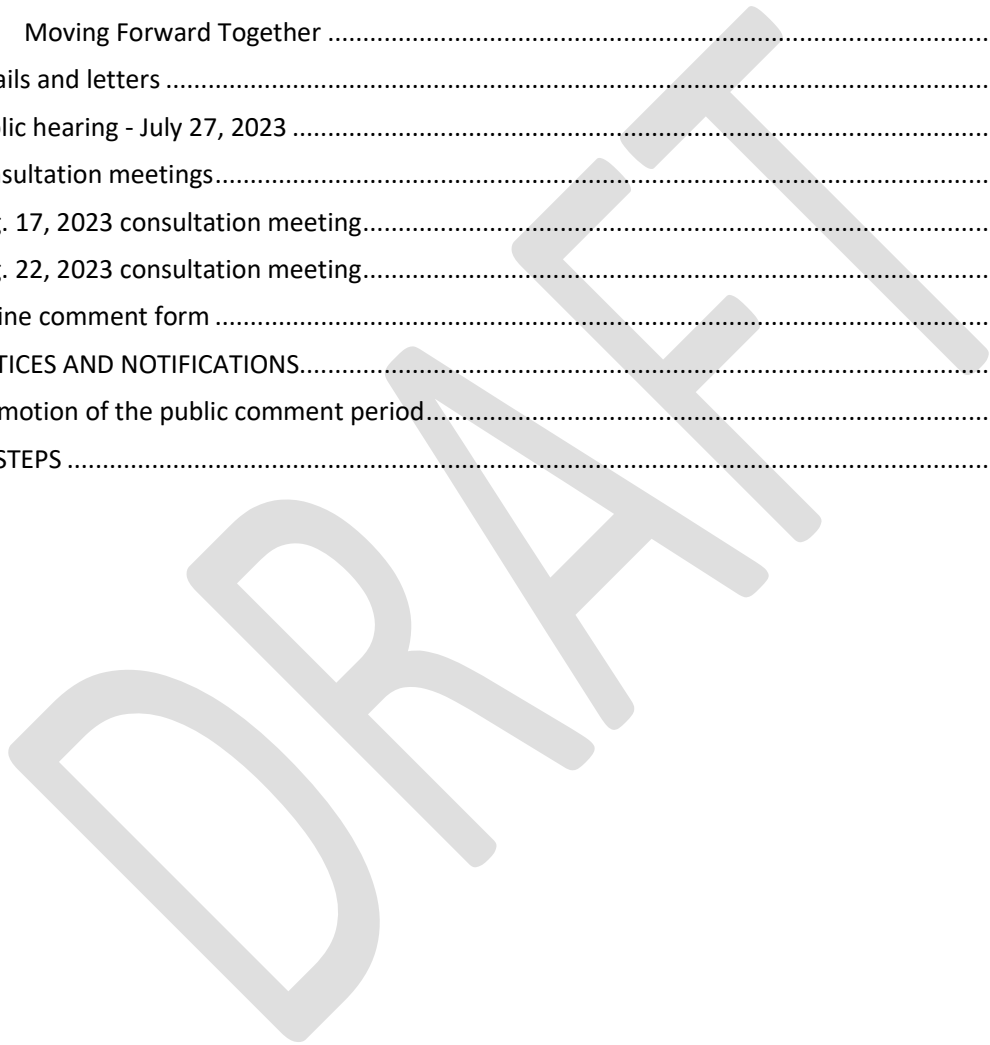 Moving Forward Together ........................................................................................................
ails and letters ........................................................................................................
lic hearing - July 27, 2023 ........................................................................................................
nsultation meetings........................................................................................................
g. 17, 2023 consultation meeting........................................................................................................
g. 22, 2023 consultation meeting........................................................................................................
ine comment form ........................................................................................................
TICES AND NOTIFICATIONS........................................................................................................
motion of the public comment period........................................................................................................
STEPS ........................................................................................................
DRAFT